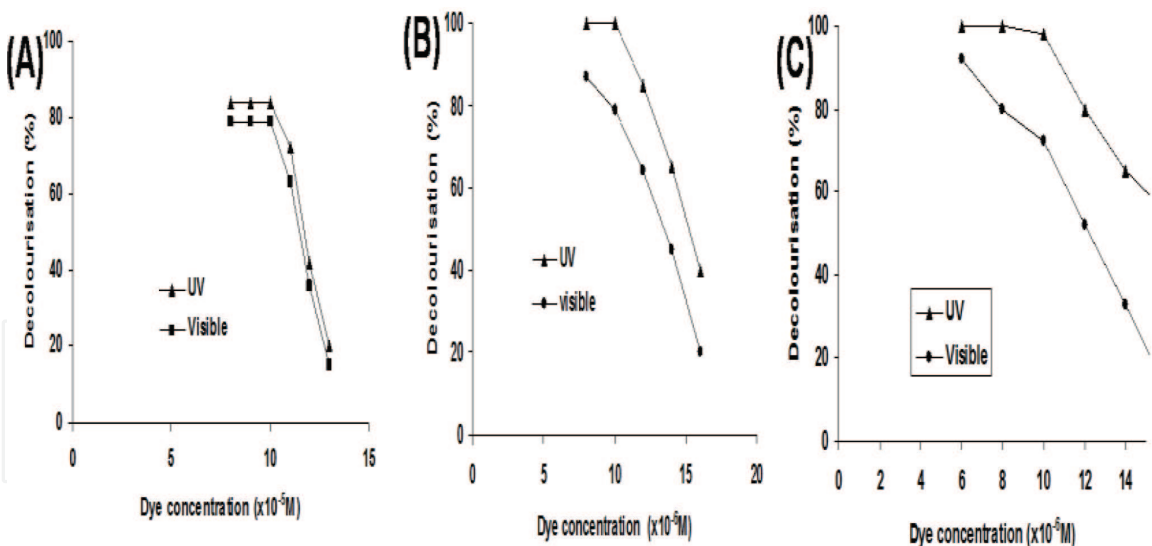 (A)
100
80
60
40
20
0
Decolourisation (%)
UV
Visible
0 5 10 15
Dye concentration (x10⁻⁵M)
(B)
100
80
60
40
20
0
Decolourisation (%)
UV
visible
0 5 10 15 20
Dye concentration (x10⁻⁶M)
(C)
100
80
60
40
20
0
Decolourisation (%)
UV
Visible
0 2 4 6 8 10 12 14
Dye concentration (x10⁻⁶M)